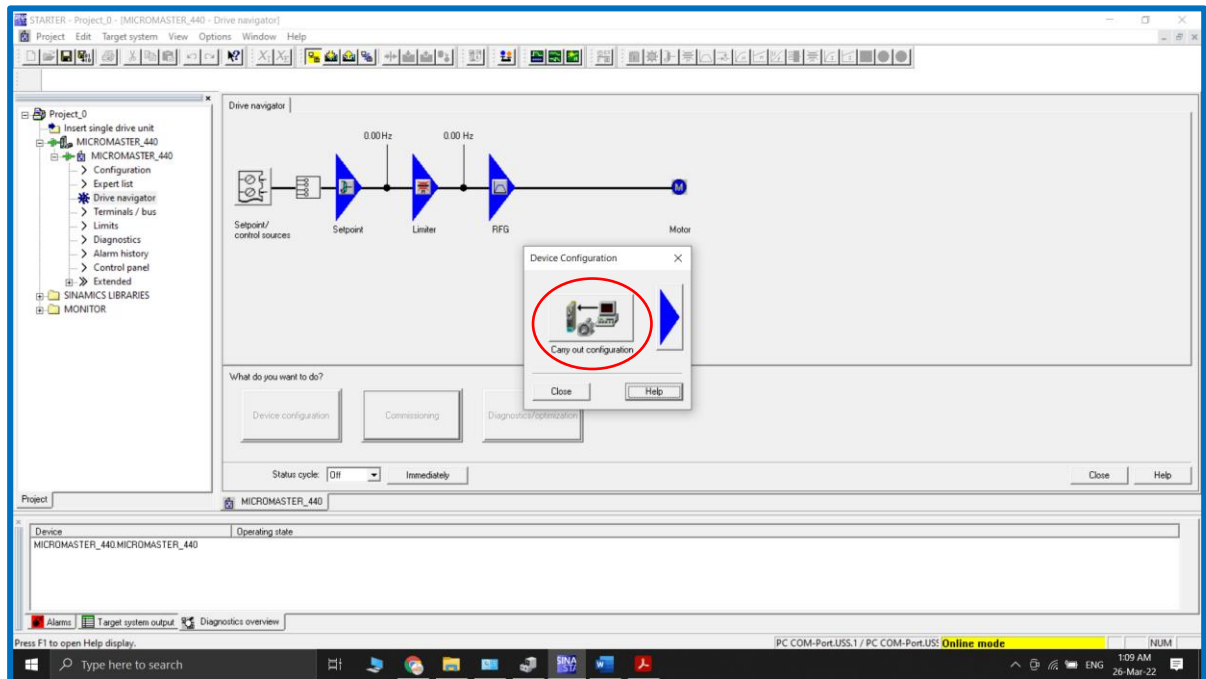 STARTER - Project_0 - [MICROMASTER_440 - Drive navigator]
Project Edit Target system View Options Window Help
Project_0
Insert single drive unit
MICROMASTER_440
MICROMASTER_440
Configuration
Expert list
Drive navigator
Terminals / bus
Limits
Diagnostics
Alarm history
Control panel
Extended
SINAMICS LIBRARIES
MONITOR
Project
Drive navigator
0.00 Hz 0.00 Hz
M
Setpoint/
control sources
Setpoint Limiter RFG Motor
Device Configuration
Carry out configuration
Close Help
What do you want to do?
Device configuration Commissioning Diagnostics/optimization
Status cycle: Off Immediately Close Help
MICROMASTER_440
Device Operating state
MICROMASTER_440.MICROMASTER_440
Alarms Target system output Diagnostics overview
Press F1 to open Help display. PC COM-Port.USS.1 / PC COM-Port.USS Online mode NUM
Type here to search ENG 1:09 AM
26-Mar-22